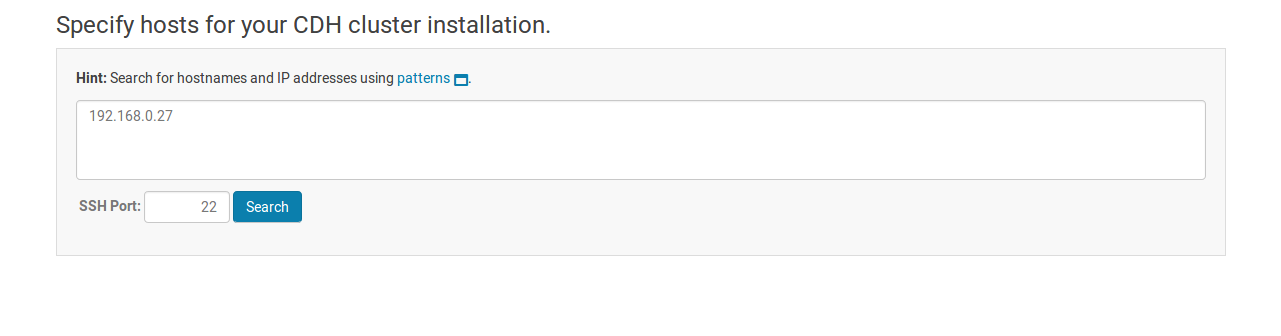 Specify hosts for your CDH cluster installation.
Hint: Search for hostnames and IP addresses using patterns .
192.168.0.27
SSH Port: 22 Search